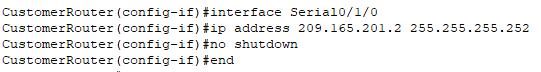 CustomerRouter(config-if)#interface Serial0/1/0
CustomerRouter(config-if)#ip address 209.165.201.2 255.255.255.252
CustomerRouter(config-if)#no shutdown
CustomerRouter(config-if)#end